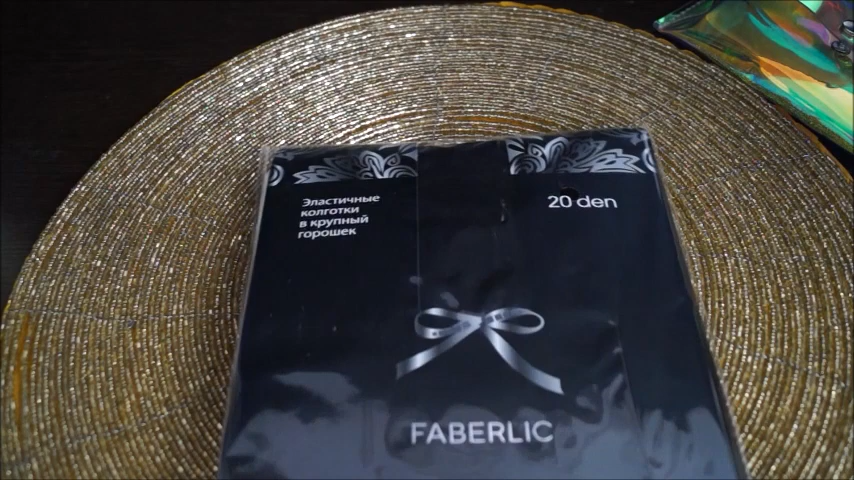 Эластичные
колготки
в крупный
горошек
20 den
FABERLIC